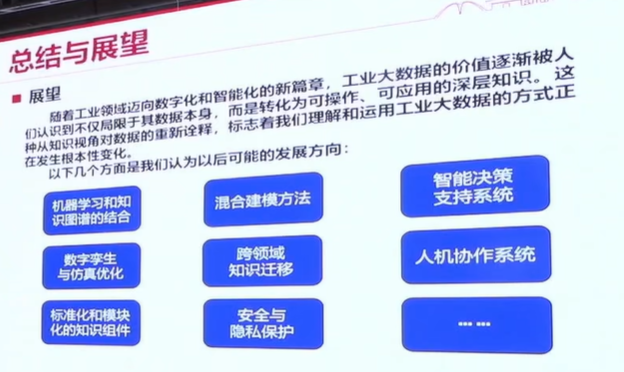 总结与展望
■ 展望
随着工业领域迈向数字化和智能化的新篇章，工业大数据的价值逐渐被人
们认识到不仅局限于其数据本身，而是转化为可操作、可应用的深层知识。这
种从知识视角对数据的重新诠释，标志着我们理解和运用工业大数据的方式正
在发生根本性变化。
以下几个方面是我们认为以后可能的发展方向：
机器学习和知
识图谱的结合
混合建模方法
智能决策
支持系统
数字孪生
与仿真优化
跨领域
知识迁移
人机协作系统
标准化和模块
化的知识组件
安全与
隐私保护
... ...